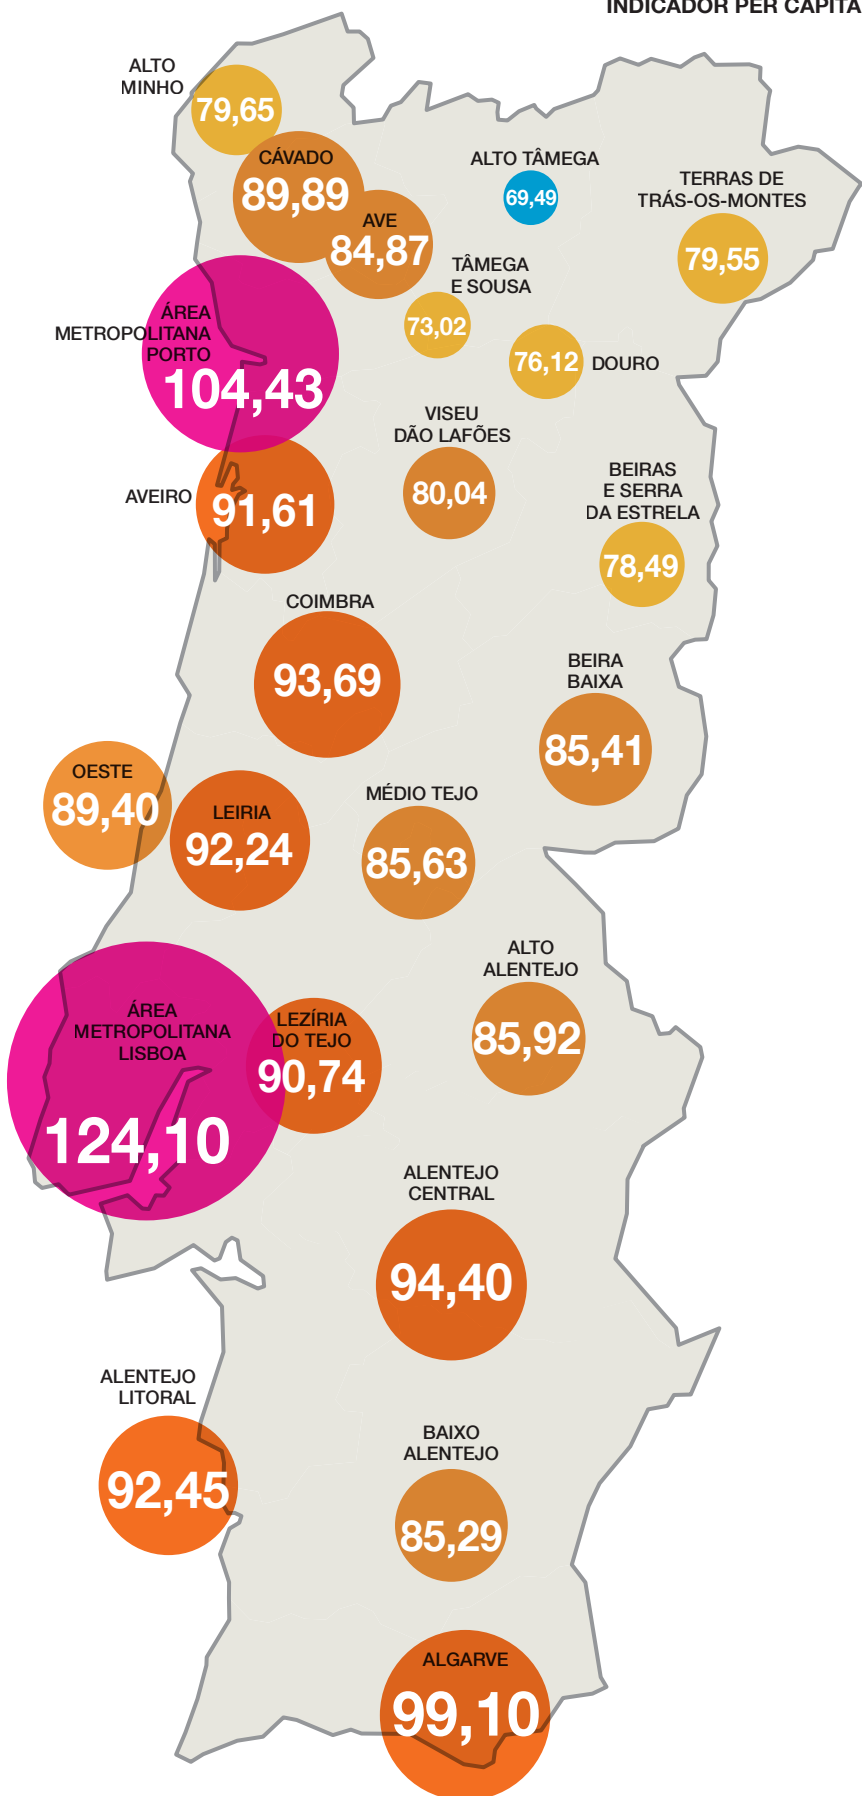 INDICADOR PER CAPITA
ALTO
MINHO
79,65
CÁVADO
89,89
AVE
84,87
ALTO TÂMEGA
69,49
TERRAS DE
TRÁS-OS-MONTES
79,55
TÂMEGA
E SOUSA
73,02
76,12
DOURO
ÁREA
METROPOLITANA
PORTO
104,43
VISEU
DÃO LAFÕES
80,04
AVEIRO
91,61
BEIRAS
E SERRA
DA ESTRELA
78,49
COIMBRA
93,69
BEIRA
BAIXA
85,41
OESTE
89,40
LEIRIA
92,24
MÉDIO TEJO
85,63
ALTO
ALENTEJO
85,92
ÁREA
METROPOLITANA
LISBOA
124,10
LEZÍRIA
DO TEJO
90,74
ALENTEJO
CENTRAL
94,40
ALENTEJO
LITORAL
92,45
BAIXO
ALENTEJO
85,29
ALGARVE
99,10